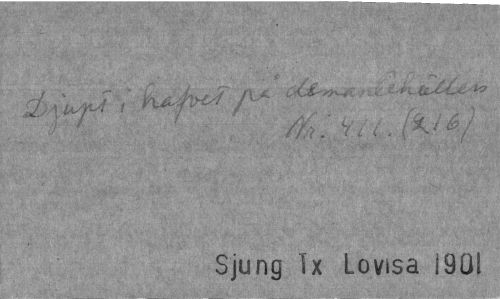 Djupt i hafvet på demantehällen
Nr. 411. (216)
Sjung Tx Lovisa 1901